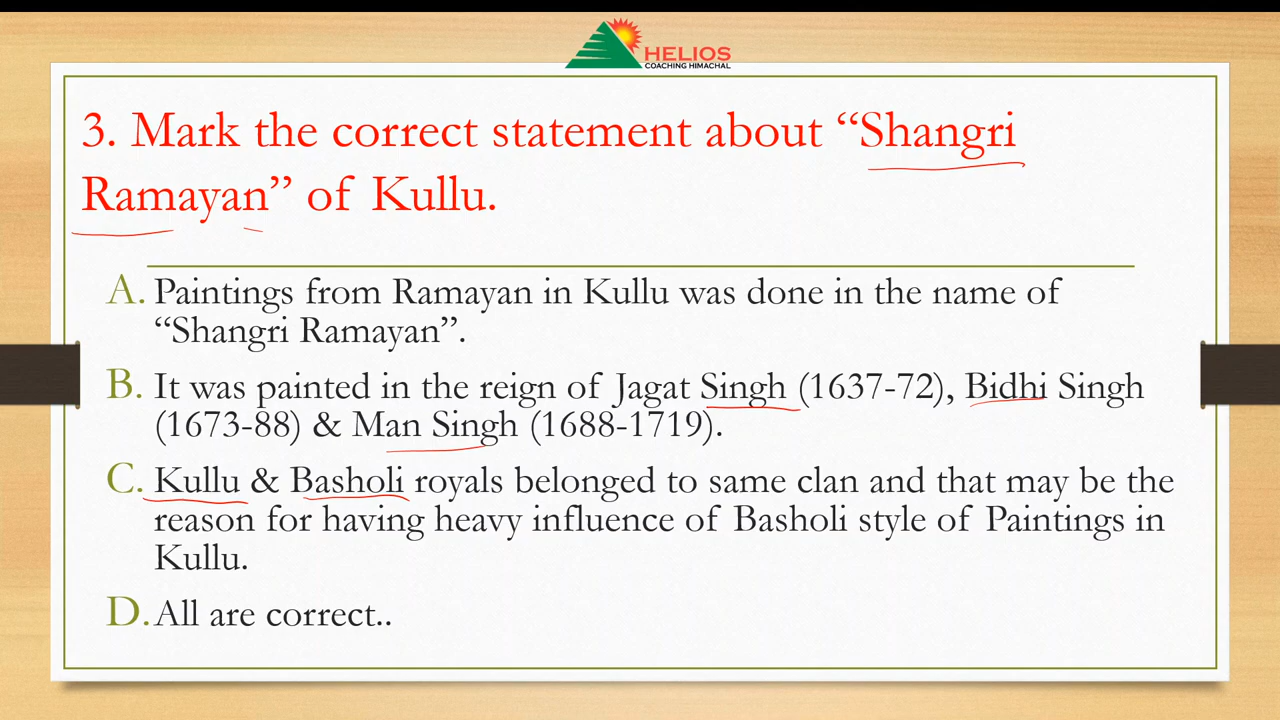 HELIOS
COACHING HIMACHAL
3. Mark the correct statement about “Shangri
Ramayan” of Kullu.
A. Paintings from Ramayan in Kullu was done in the name of
“Shangri Ramayan”.
B. It was painted in the reign of Jagat Singh (1637-72), Bidhi Singh
(1673-88) & Man Singh (1688-1719).
C. Kullu & Basholi royals belonged to same clan and that may be the
reason for having heavy influence of Basholi style of Paintings in
Kullu.
D. All are correct..